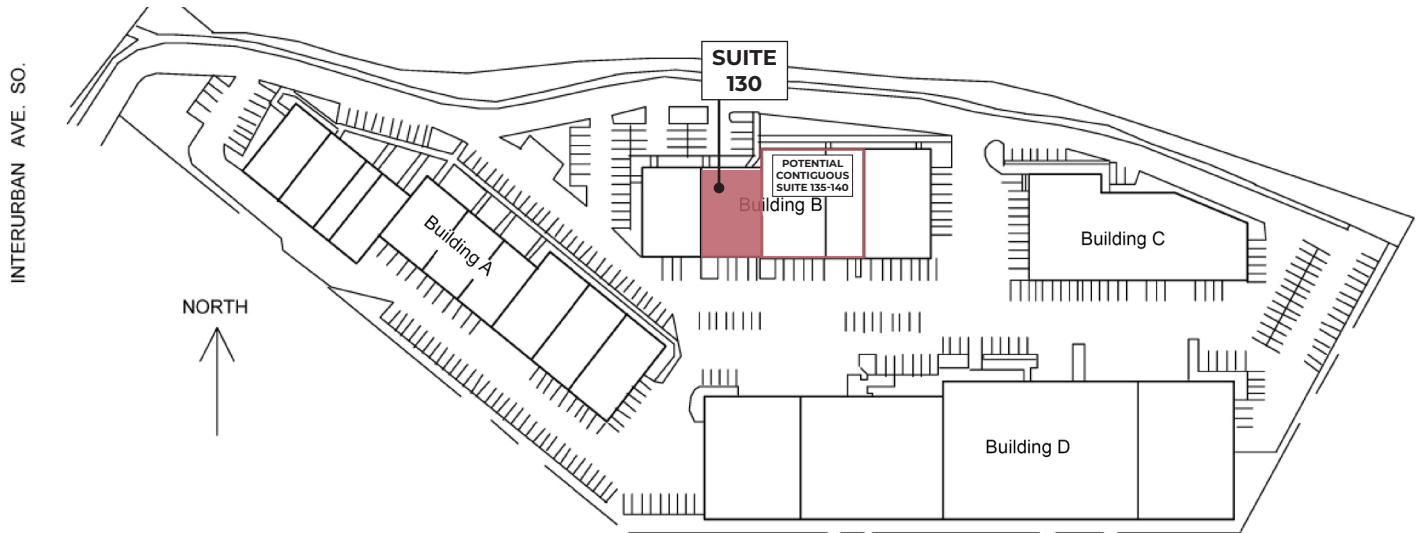 INTERURBAN AVE. SO.
SUITE
130
POTENTIAL
CONTIGUOUS
SUITE 135-140
Building B
Building A
Building C
NORTH
Building D